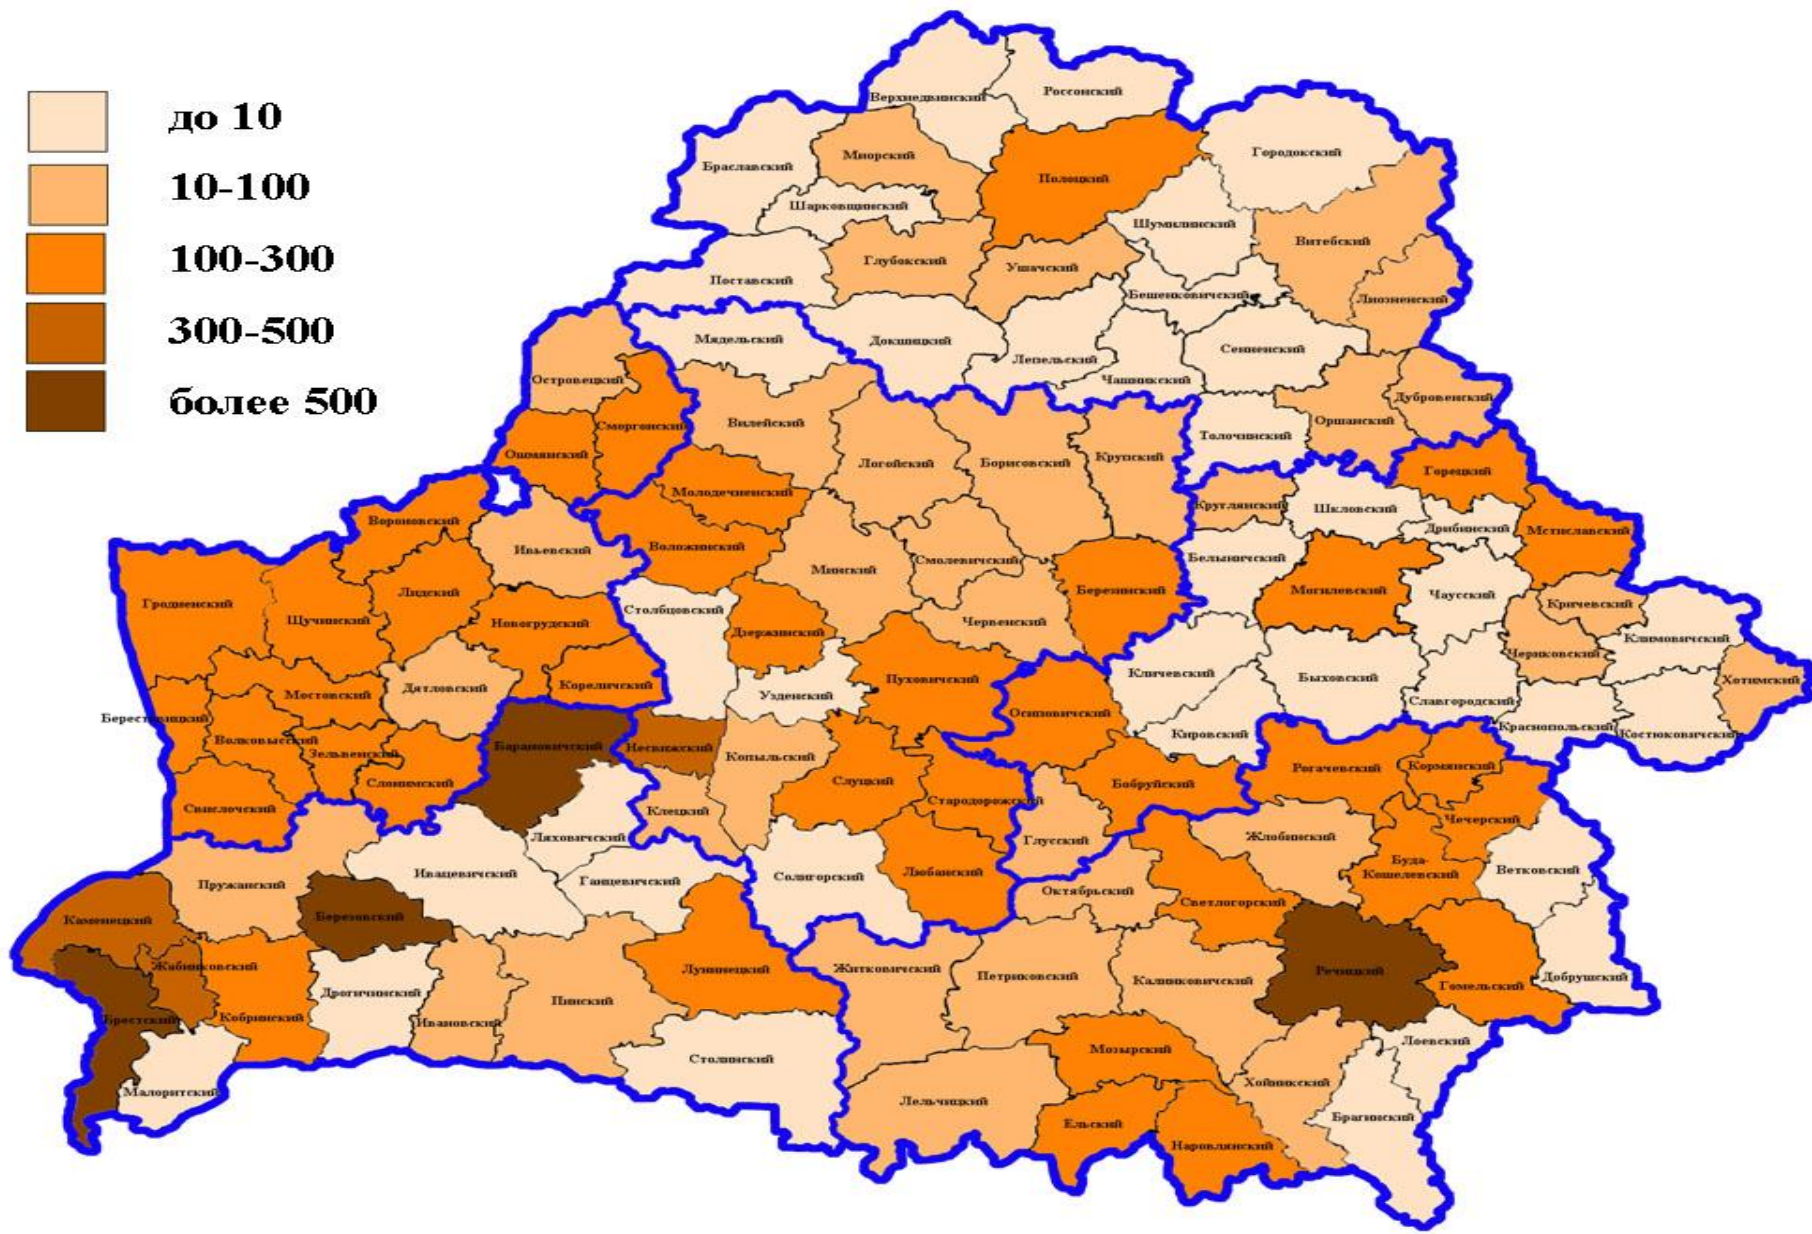 до 10
10-100
100-300
300-500
более 500
Верхнедвинский
Россонский
Браславский
Миорский
Полоцкий
Городокский
Шарковщинский
Шумилинский
Витебский
Поставский
Глубокский
Ушачский
Бешенковичский
Лиозненский
Мядельский
Докшицкий
Лепельский
Сенненский
Чашникский
Островецкий
Дубровенский
Сморгонский
Вилейский
Оршанский
Толочинский
Ошмянский
Логойский
Борисовский
Крупский
Горецкий
Молодечненский
Круглянский
Шкловский
Дрибинский
Мстиславский
Вороновский
Ивьевский
Воложинский
Минский
Смолевичский
Белыничский
Гродненский
Щучинский
Лидский
Новогрудский
Столбцовский
Дзержинский
Червенский
Березинский
Могилевский
Чаусский
Кричевский
Климовичский
Чериковский
Хотимский
Мостовский
Дятловский
Кореличский
Узденский
Пуховичский
Кличевский
Быховский
Славгородский
Берестовицкий
Волковысский
Зельвенский
Слонимский
Барановичский
Несвижский
Копыльский
Осиповичский
Кировский
Краснопольский
Костюковичский
Свислочский
Клецкий
Слуцкий
Стародорожский
Бобруйский
Рогачевский
Кормянский
Чечерский
Ляховичский
Глусский
Жлобинский
Буда-
Кошелевский
Ветковский
Пружанский
Ивацевичский
Ганцевичский
Солигорский
Любанский
Октябрьский
Светлогорский
Каменецкий
Березовский
Жабинковский
Лунинецкий
Житковичский
Петриковский
Калинковичский
Речицкий
Гомельский
Добрушский
Брестский
Кобринский
Дрогичинский
Ивановский
Пинский
Малоритский
Столинский
Мозырский
Лоевский
Хойникский
Лельчицкий
Ельский
Наровлянский
Брагинский